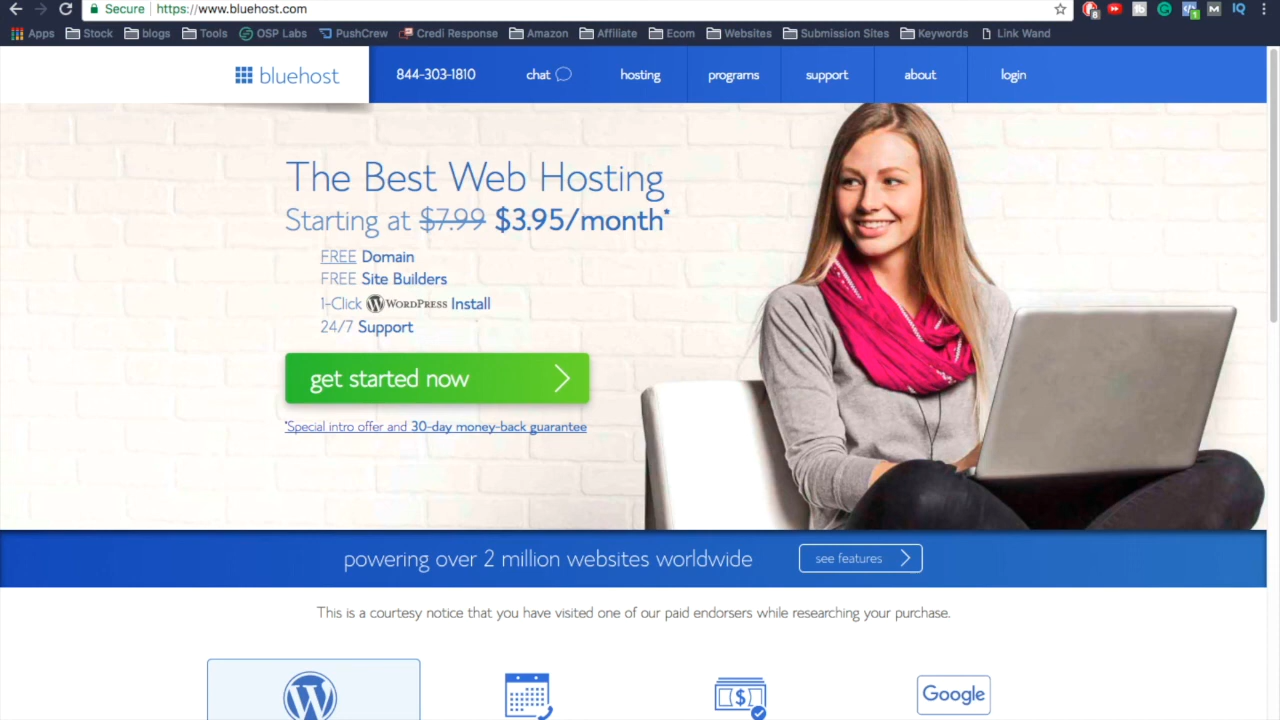 Secure https://www.bluehost.com
8
1
M
IQ
Apps Stock blogs Tools OSP Labs PushCrew Credi Response Amazon Affiliate Ecom Websites Submission Sites Keywords Link Wand
bluehost 844-303-1810 chat hosting programs support about login
The Best Web Hosting
Starting at $7.99 $3.95/month*
FREE Domain
FREE Site Builders
1-Click WORDPRESS Install
24/7 Support
get started now
*Special intro offer and 30-day money-back guarantee
powering over 2 million websites worldwide see features
This is a courtesy notice that you have visited one of our paid endorsers while researching your purchase.
W $ Google